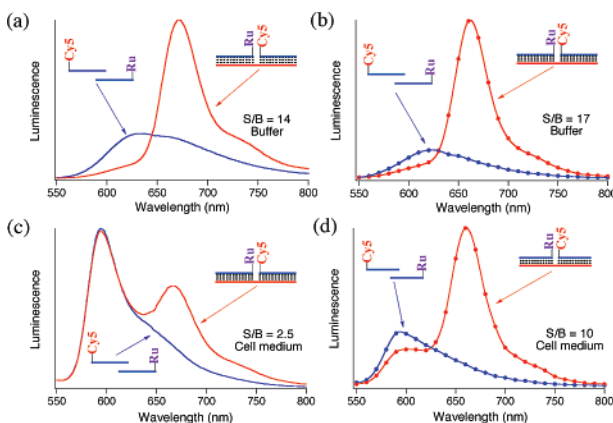 (a)
Luminescence
Cy5
Ru
Ru
Cy5
S/B = 14
Buffer
550 600 650 700 750 800
Wavelength (nm)
(b)
Luminescence
Cy5
Ru
Ru
Cy5
S/B = 17
Buffer
550 600 650 700 750 800
Wavelength (nm)
(c)
Luminescence
Cy5
Ru
Ru
Cy5
S/B = 2.5
Cell medium
550 600 650 700 750 800
Wavelength (nm)
(d)
Luminescence
Cy5
Ru
Ru
Cy5
S/B = 10
Cell medium
550 600 650 700 750 800
Wavelength (nm)